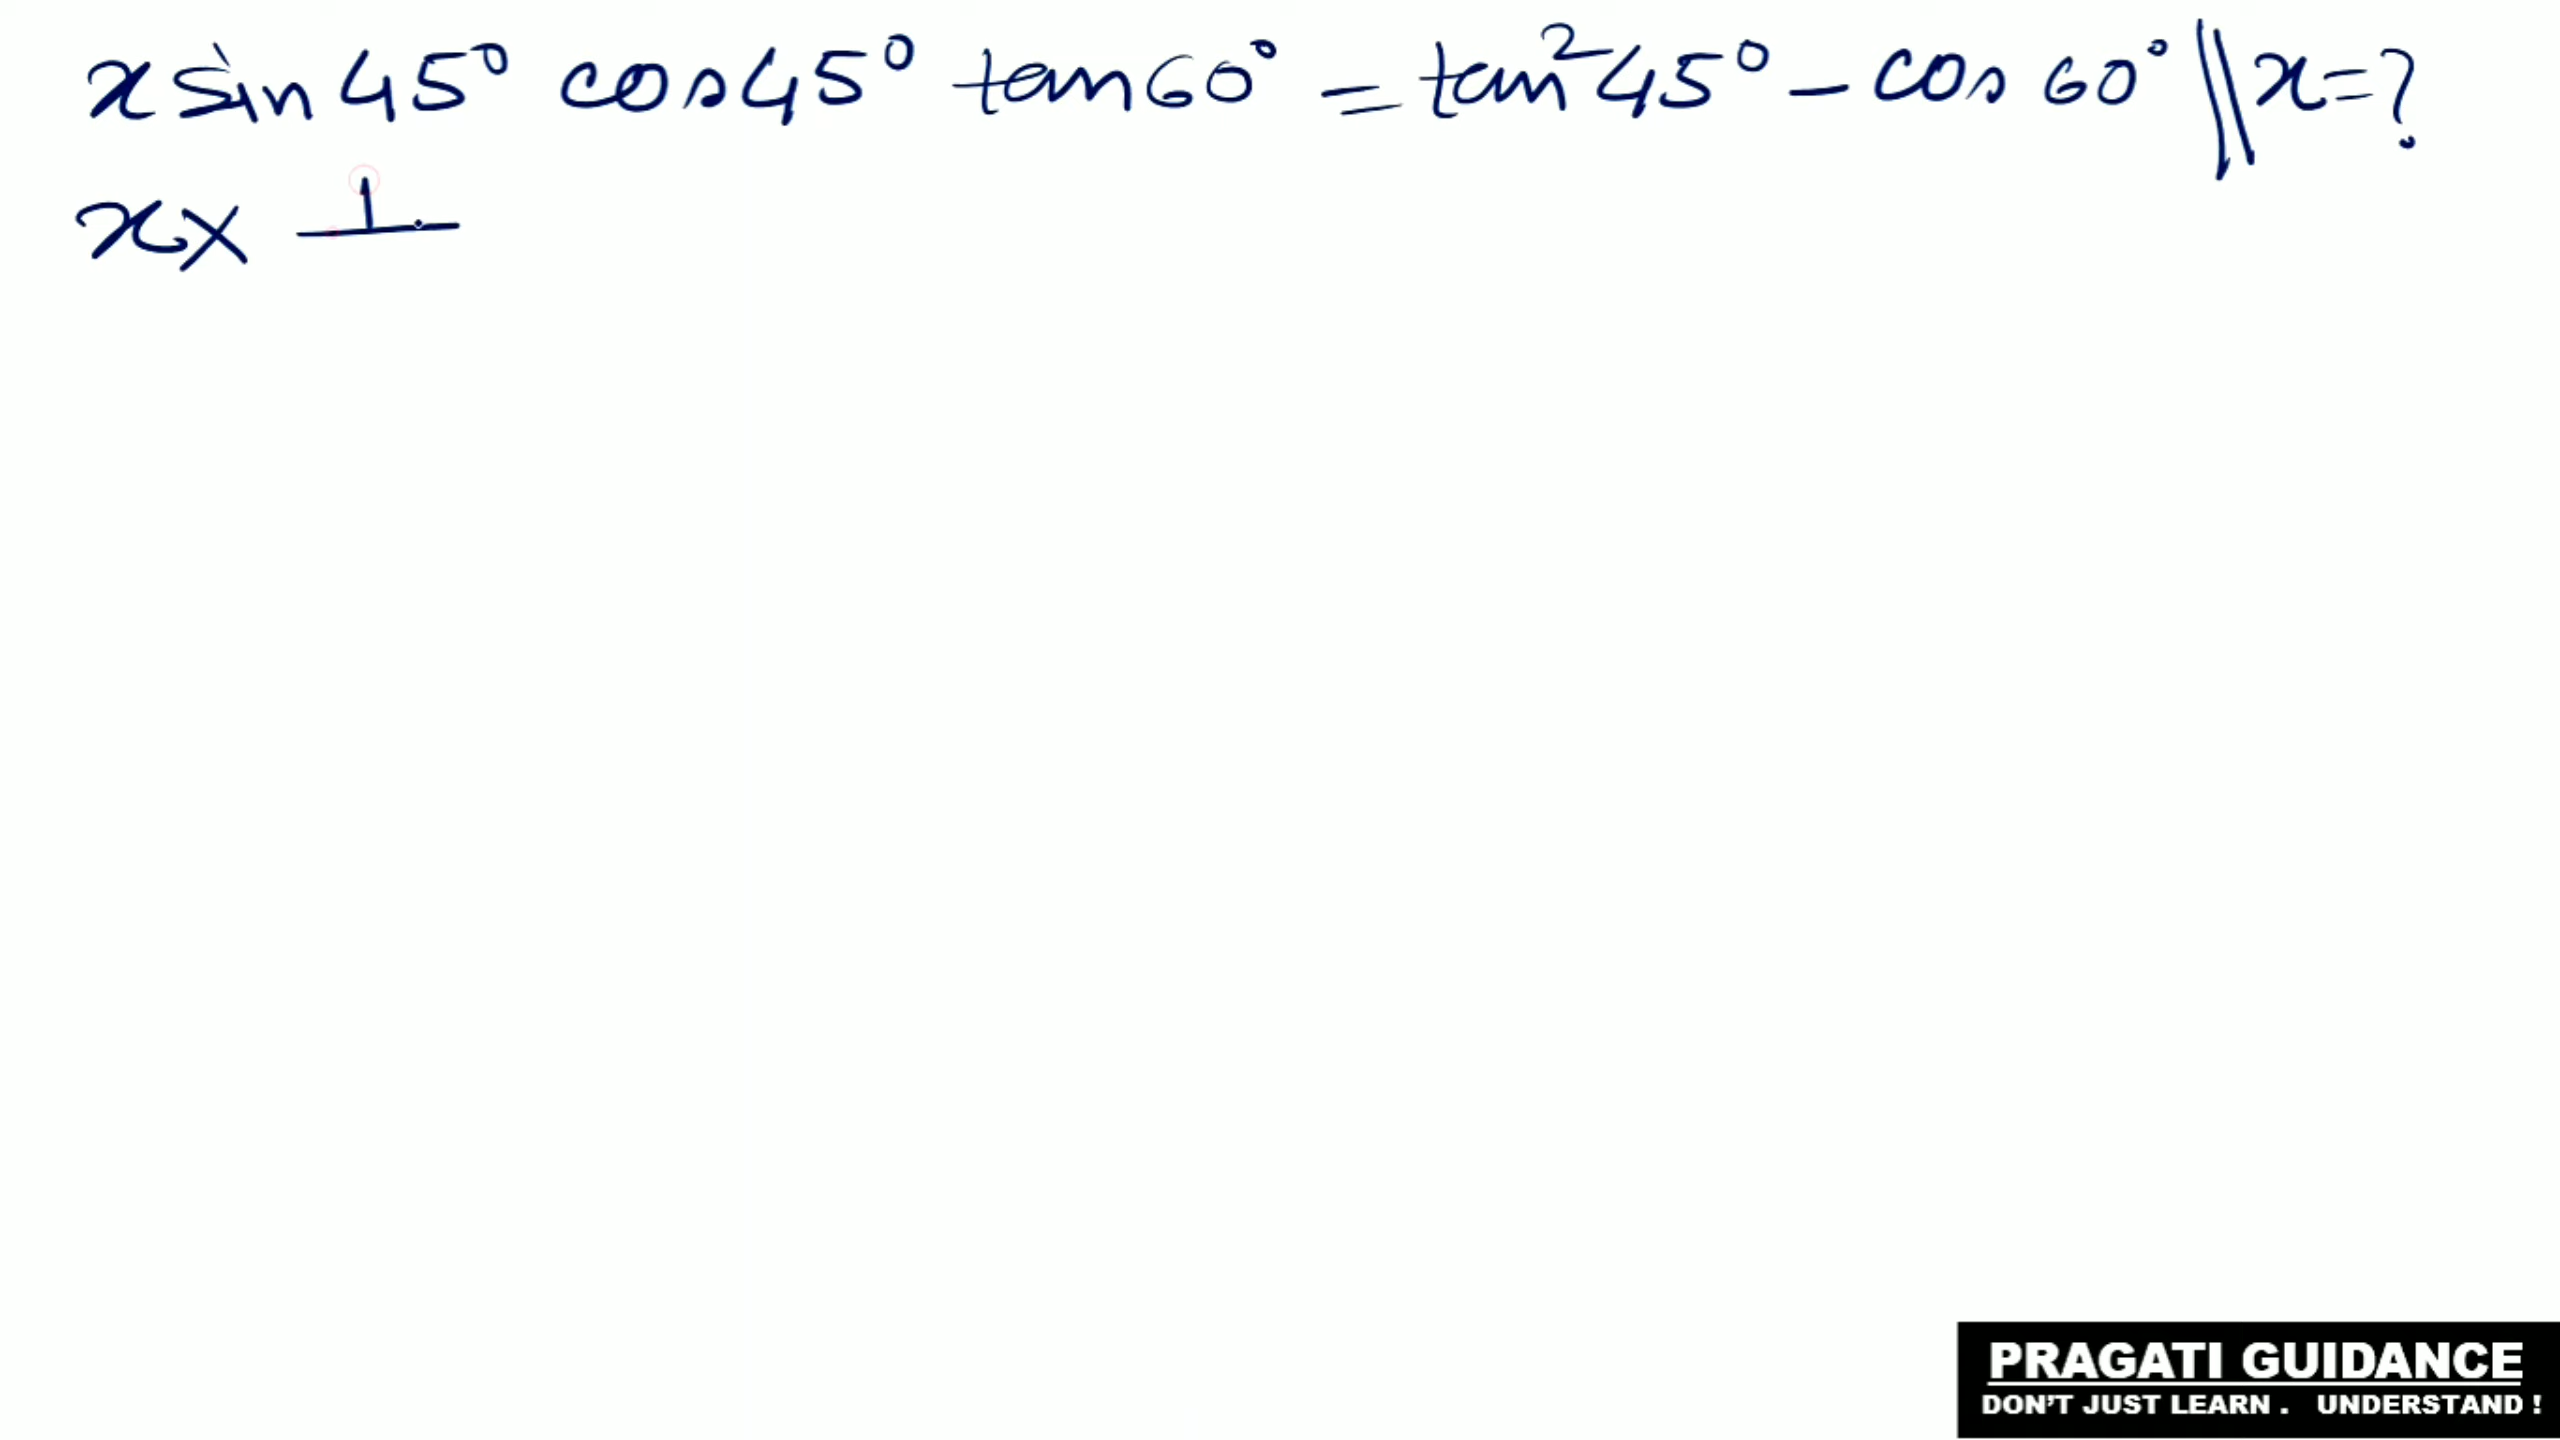 x sin 45° cos 45° tan 60° = tan² 45° - cos 60° || x = ?
x × 1/
PRAGATI GUIDANCE
DON'T JUST LEARN . UNDERSTAND !